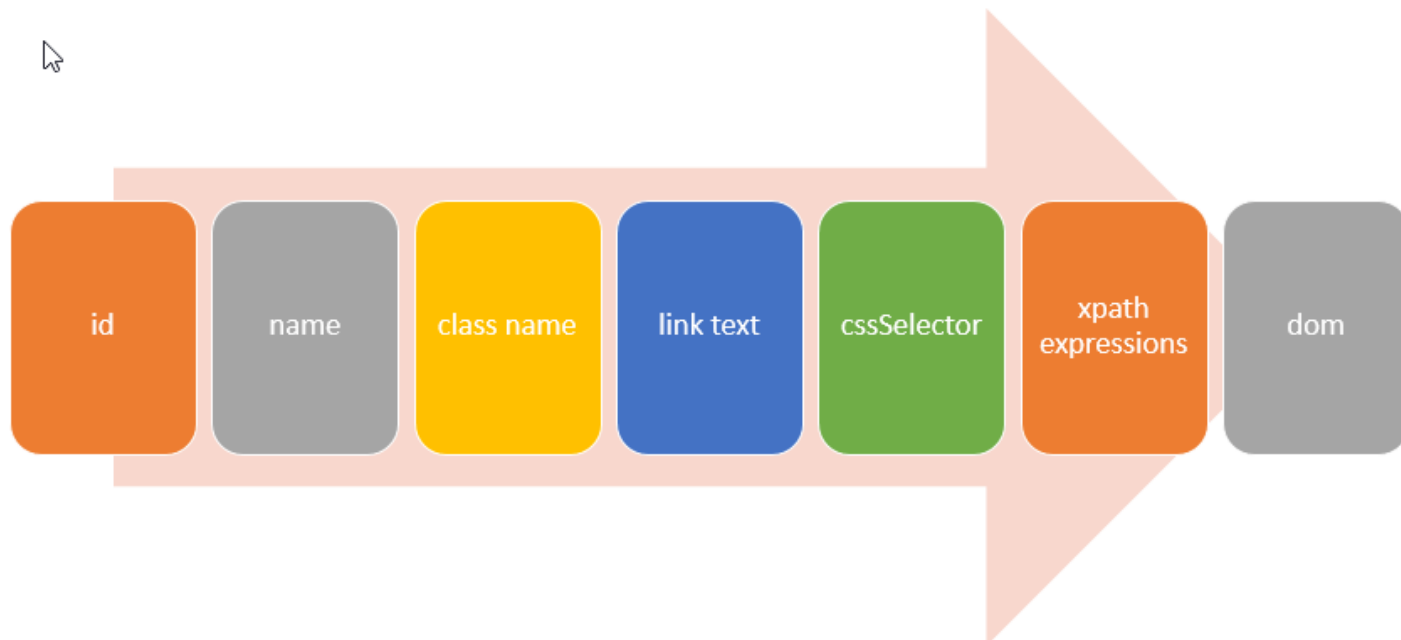 id
name
class name
link text
cssSelector
xpath
expressions
dom